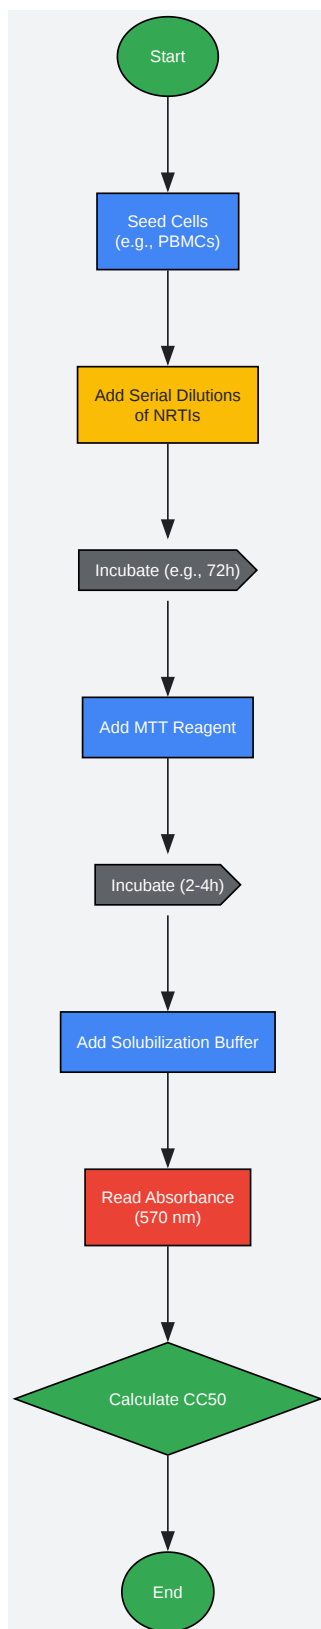 Start
Seed Cells
(e.g., PBMCs)
Add Serial Dilutions
of NRTIs
Incubate (e.g., 72h)
Add MTT Reagent
Incubate (2-4h)
Add Solubilization Buffer
Read Absorbance
(570 nm)
Calculate CC50
End